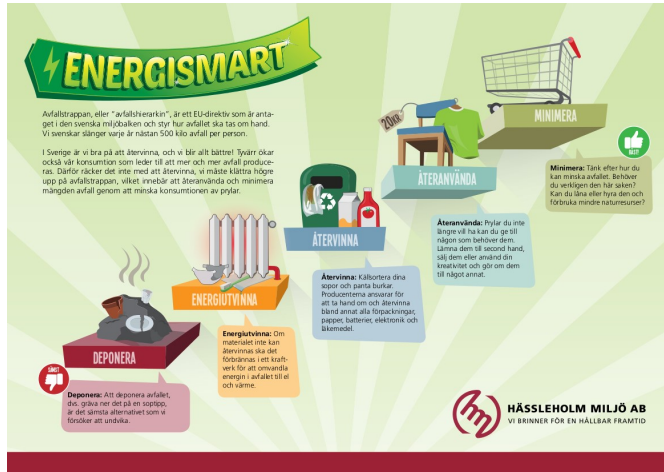 ENERGISMART
Avfallstrappan, eller "avfallshierarkin", är ett EU-direktiv som är anta-
get i den svenska miljöbalken och styr hur avfallet ska tas om hand.
Vi svenskar slänger varje år nästan 500 kilo avfall per person.
I Sverige är vi bra på att återvinna, och vi blir allt bättre! Tyvärr ökar
också vår konsumtion som leder till att mer och mer avfall produce-
ras. Därför räcker det inte med att återvinna, vi måste klättra högre
upp på avfallstrappan, vilket innebär att återanvända och minimera
mängden avfall genom att minska konsumtionen av prylar.
MINIMERA
BÄST!
Minimera: Tänk efter hur du
kan minska avfallet. Behöver
du verkligen den här saken?
Kan du låna eller hyra den och
förbruka mindre naturresurser?
20KR
ÅTERANVÄNDA
Återanvända: Prylar du inte
längre vill ha kan du ge till
någon som behöver dem.
Lämna dem till second hand,
sälj dem eller använd din
kreativitet och gör om dem
till något annat.
ÅTERVINNA
Återvinna: Källsortera dina
sopor och panta burkar.
Producenterna ansvarar för
att ta hand om och återvinna
bland annat alla förpackningar,
papper, batterier, elektronik och
läkemedel.
ENERGIUTVINNA
Energiutvinna: Om
materialet inte kan
återvinnas ska det
förbrännas i ett kraft-
verk för att omvandla
energin i avfallet till el
och värme.
DEPONERA
SÄMST
Deponera: Att deponera avfallet,
dvs. gräva ner det på en soptipp,
är det sämsta alternativet som vi
försöker att undvika.
HÄSSLEHOLM MILJÖ AB
VI BRINNER FÖR EN HÅLLBAR FRAMTID